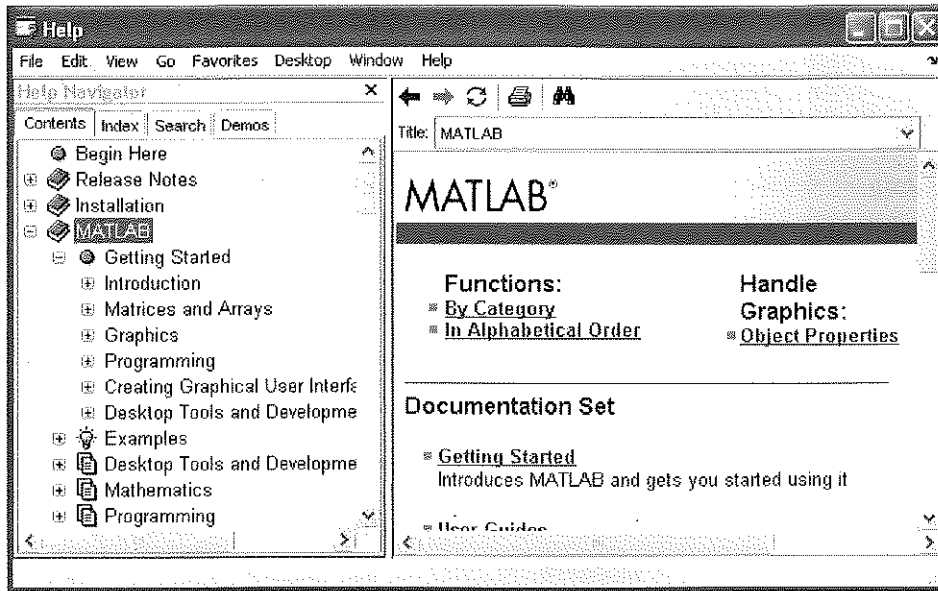 Help
File Edit View Go Favorites Desktop Window Help
Help Navigator
Contents Index Search Demos
Begin Here
Release Notes
Installation
MATLAB
Getting Started
Introduction
Matrices and Arrays
Graphics
Programming
Creating Graphical User Interfa
Desktop Tools and Developme
Examples
Desktop Tools and Developme
Mathematics
Programming
Title: MATLAB
MATLAB®
Functions:
By Category
In Alphabetical Order
Handle
Graphics:
Object Properties
Documentation Set
Getting Started
Introduces MATLAB and gets you started using it
User Guides